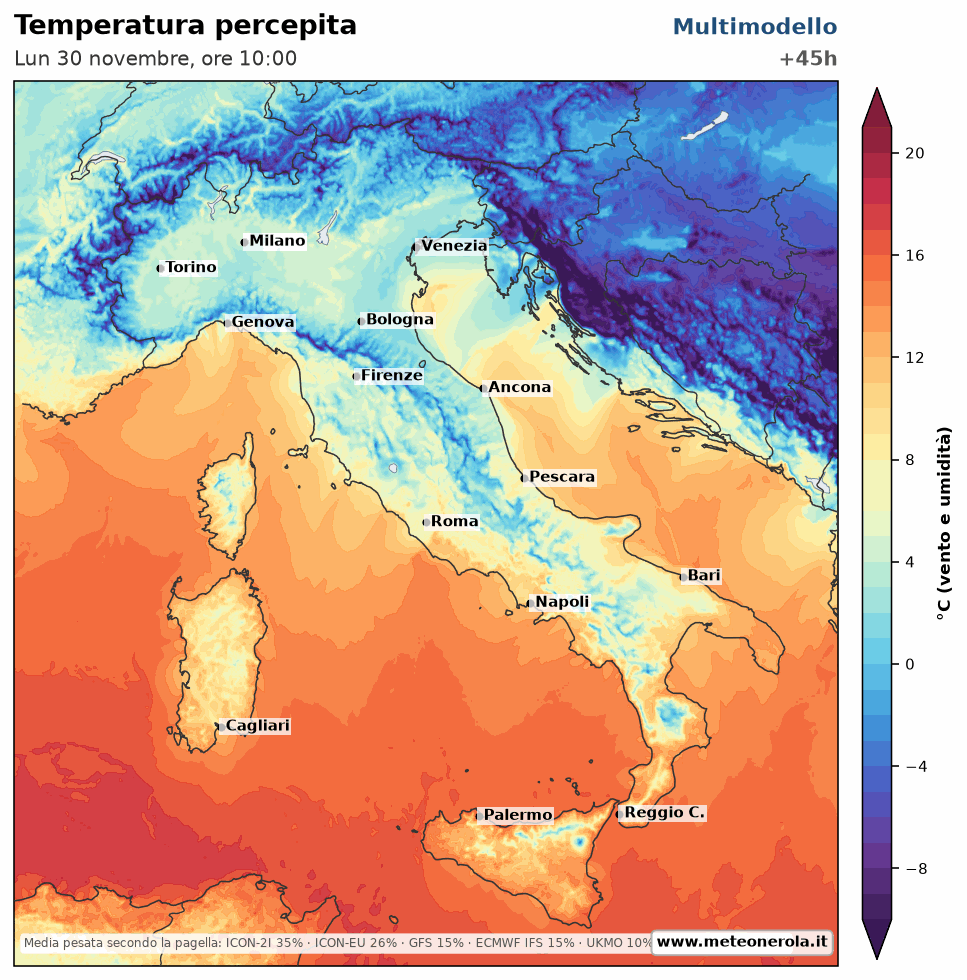 Temperatura percepita
Multimodello
Lun 30 novembre, ore 10:00
+45h
Milano
Venezia
Torino
Genova
Bologna
Firenze
Ancona
Pescara
Roma
Bari
Napoli
Cagliari
Palermo
Reggio C.
20
16
12
8
4
0
−4
−8
°C (vento e umidità)
Media pesata secondo la pagella: ICON-2I 35% · ICON-EU 26% · GFS 15% · ECMWF IFS 15% · UKMO 10%
www.meteonerola.it